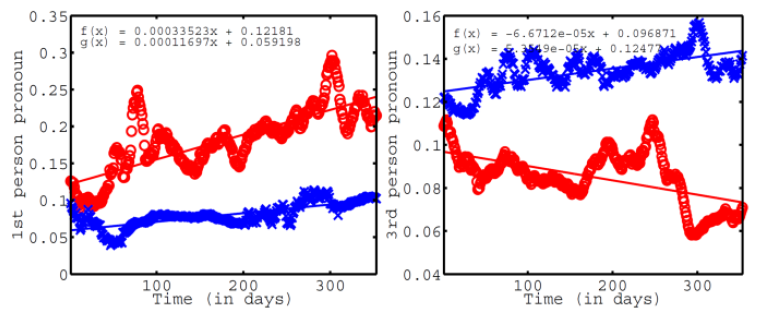 f(x) = 0.00033523x + 0.12181
g(x) = 0.00011697x + 0.059198
0.35
0.3
0.25
0.2
0.15
0.1
0.05
0
100
200
300
1st person pronoun
Time (in days)
f(x) = -6.6712e-05x + 0.096871
g(x) = + 0.12477
0.16
0.14
0.12
0.1
0.08
0.06
0.04
100
200
300
3rd person pronoun
Time (in days)